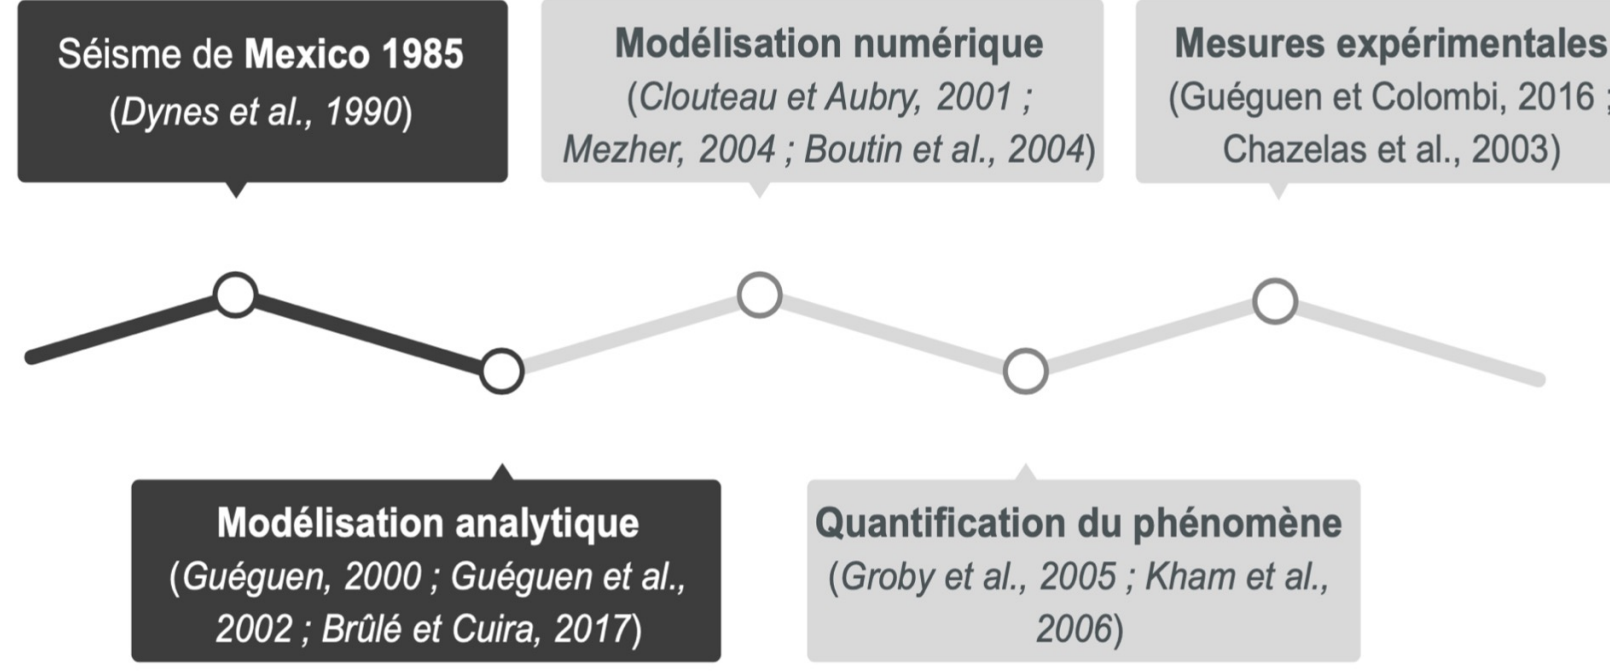 Séisme de Mexico 1985
(Dynes et al., 1990)
Modélisation numérique
(Clouteau et Aubry, 2001 ;
Mezher, 2004 ; Boutin et al., 2004)
Mesures expérimentales
(Guéguen et Colombi, 2016 ;
Chazelas et al., 2003)
Modélisation analytique
(Guéguen, 2000 ; Guéguen et al.,
2002 ; Brûlé et Cuira, 2017)
Quantification du phénomène
(Groby et al., 2005 ; Kham et al.,
2006)